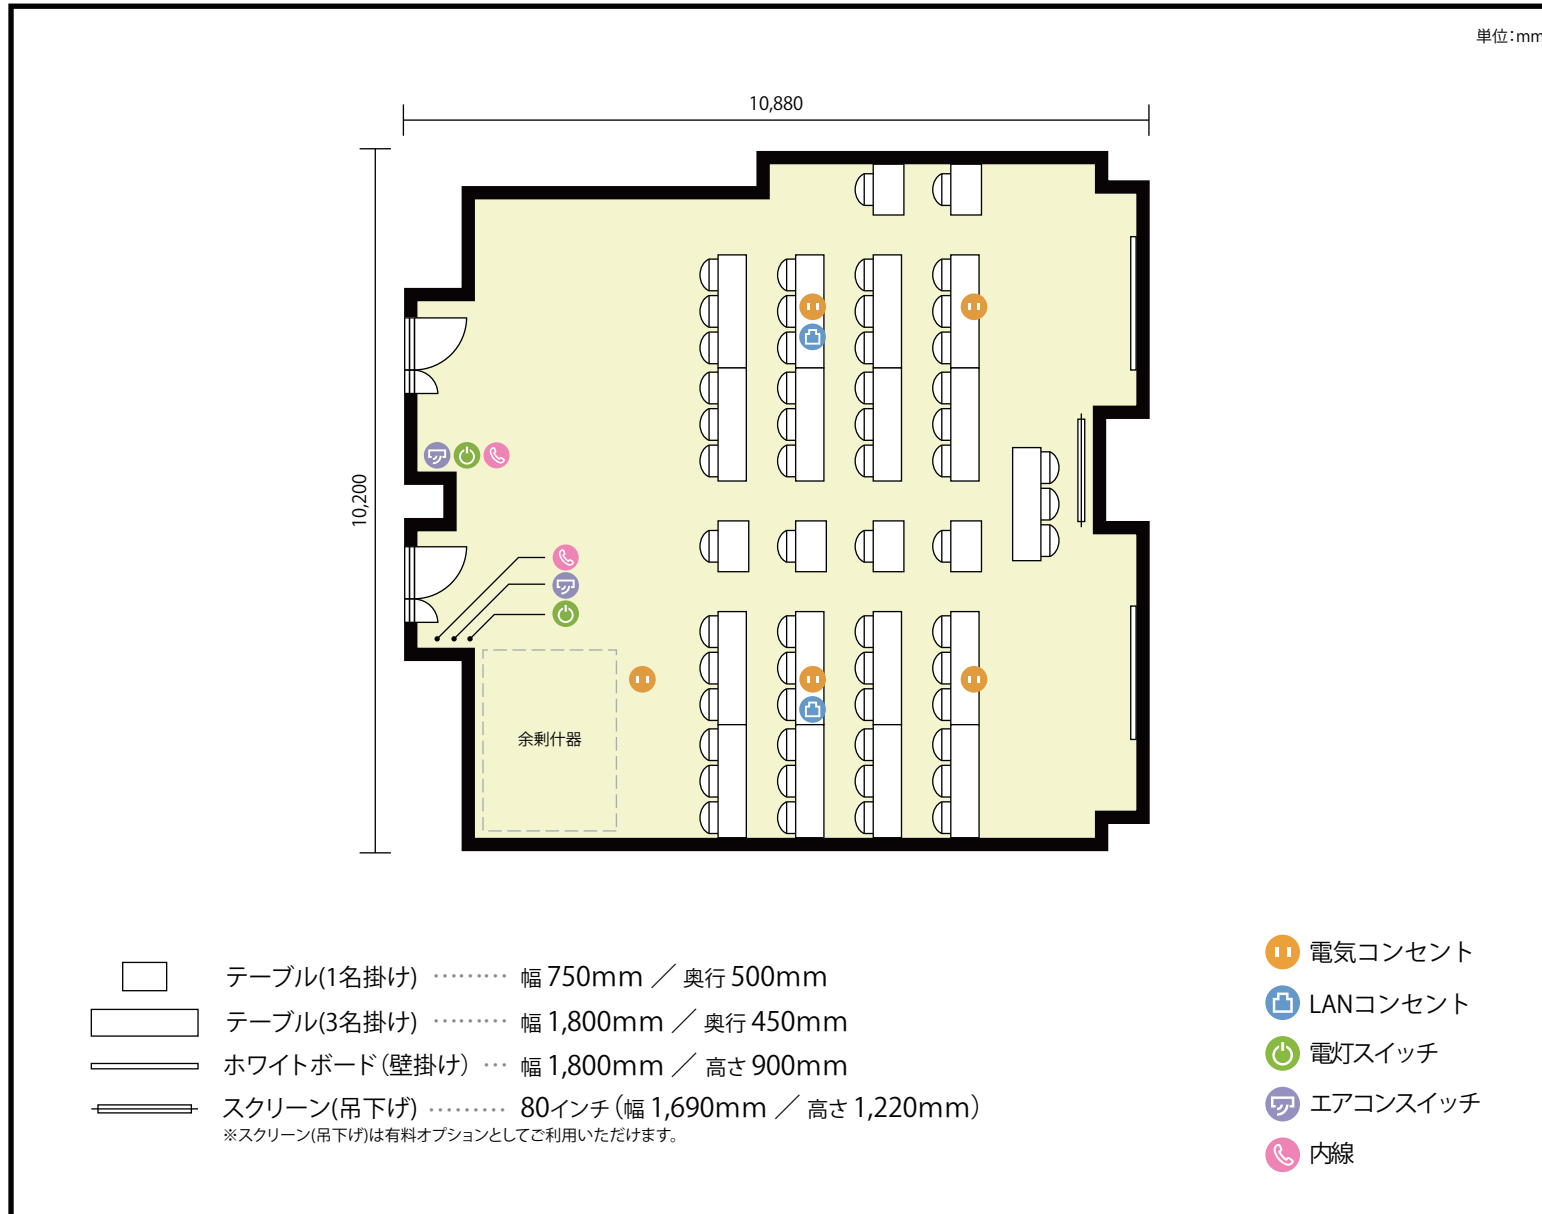 単位:mm
10,880
10,200
余剰什器
テーブル(1名掛け) ……… 幅 750mm ／ 奥行 500mm
テーブル(3名掛け) ……… 幅 1,800mm ／ 奥行 450mm
ホワイトボード(壁掛け) … 幅 1,800mm ／ 高さ 900mm
スクリーン(吊下げ) ……… 80インチ(幅 1,690mm ／ 高さ 1,220mm)
※スクリーン(吊下げ)は有料オプションとしてご利用いただけます。
電気コンセント
LANコンセント
電灯スイッチ
エアコンスイッチ
内線